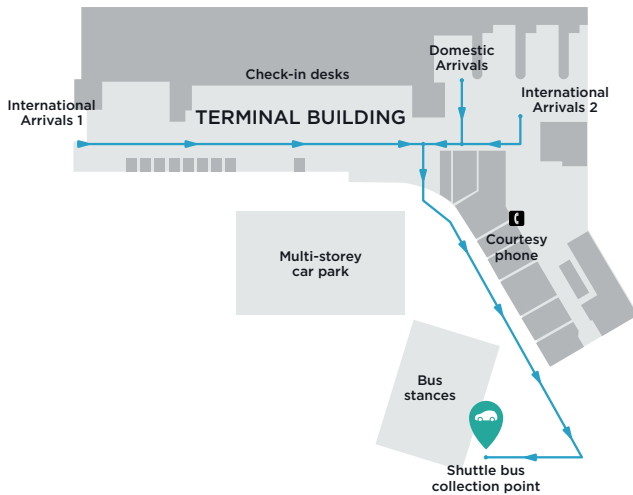 Domestic
Arrivals
Check-in desks
International
Arrivals 1
International
Arrivals 2
TERMINAL BUILDING
Courtesy
phone
Multi-storey
car park
Bus
stances
Shuttle bus
collection point